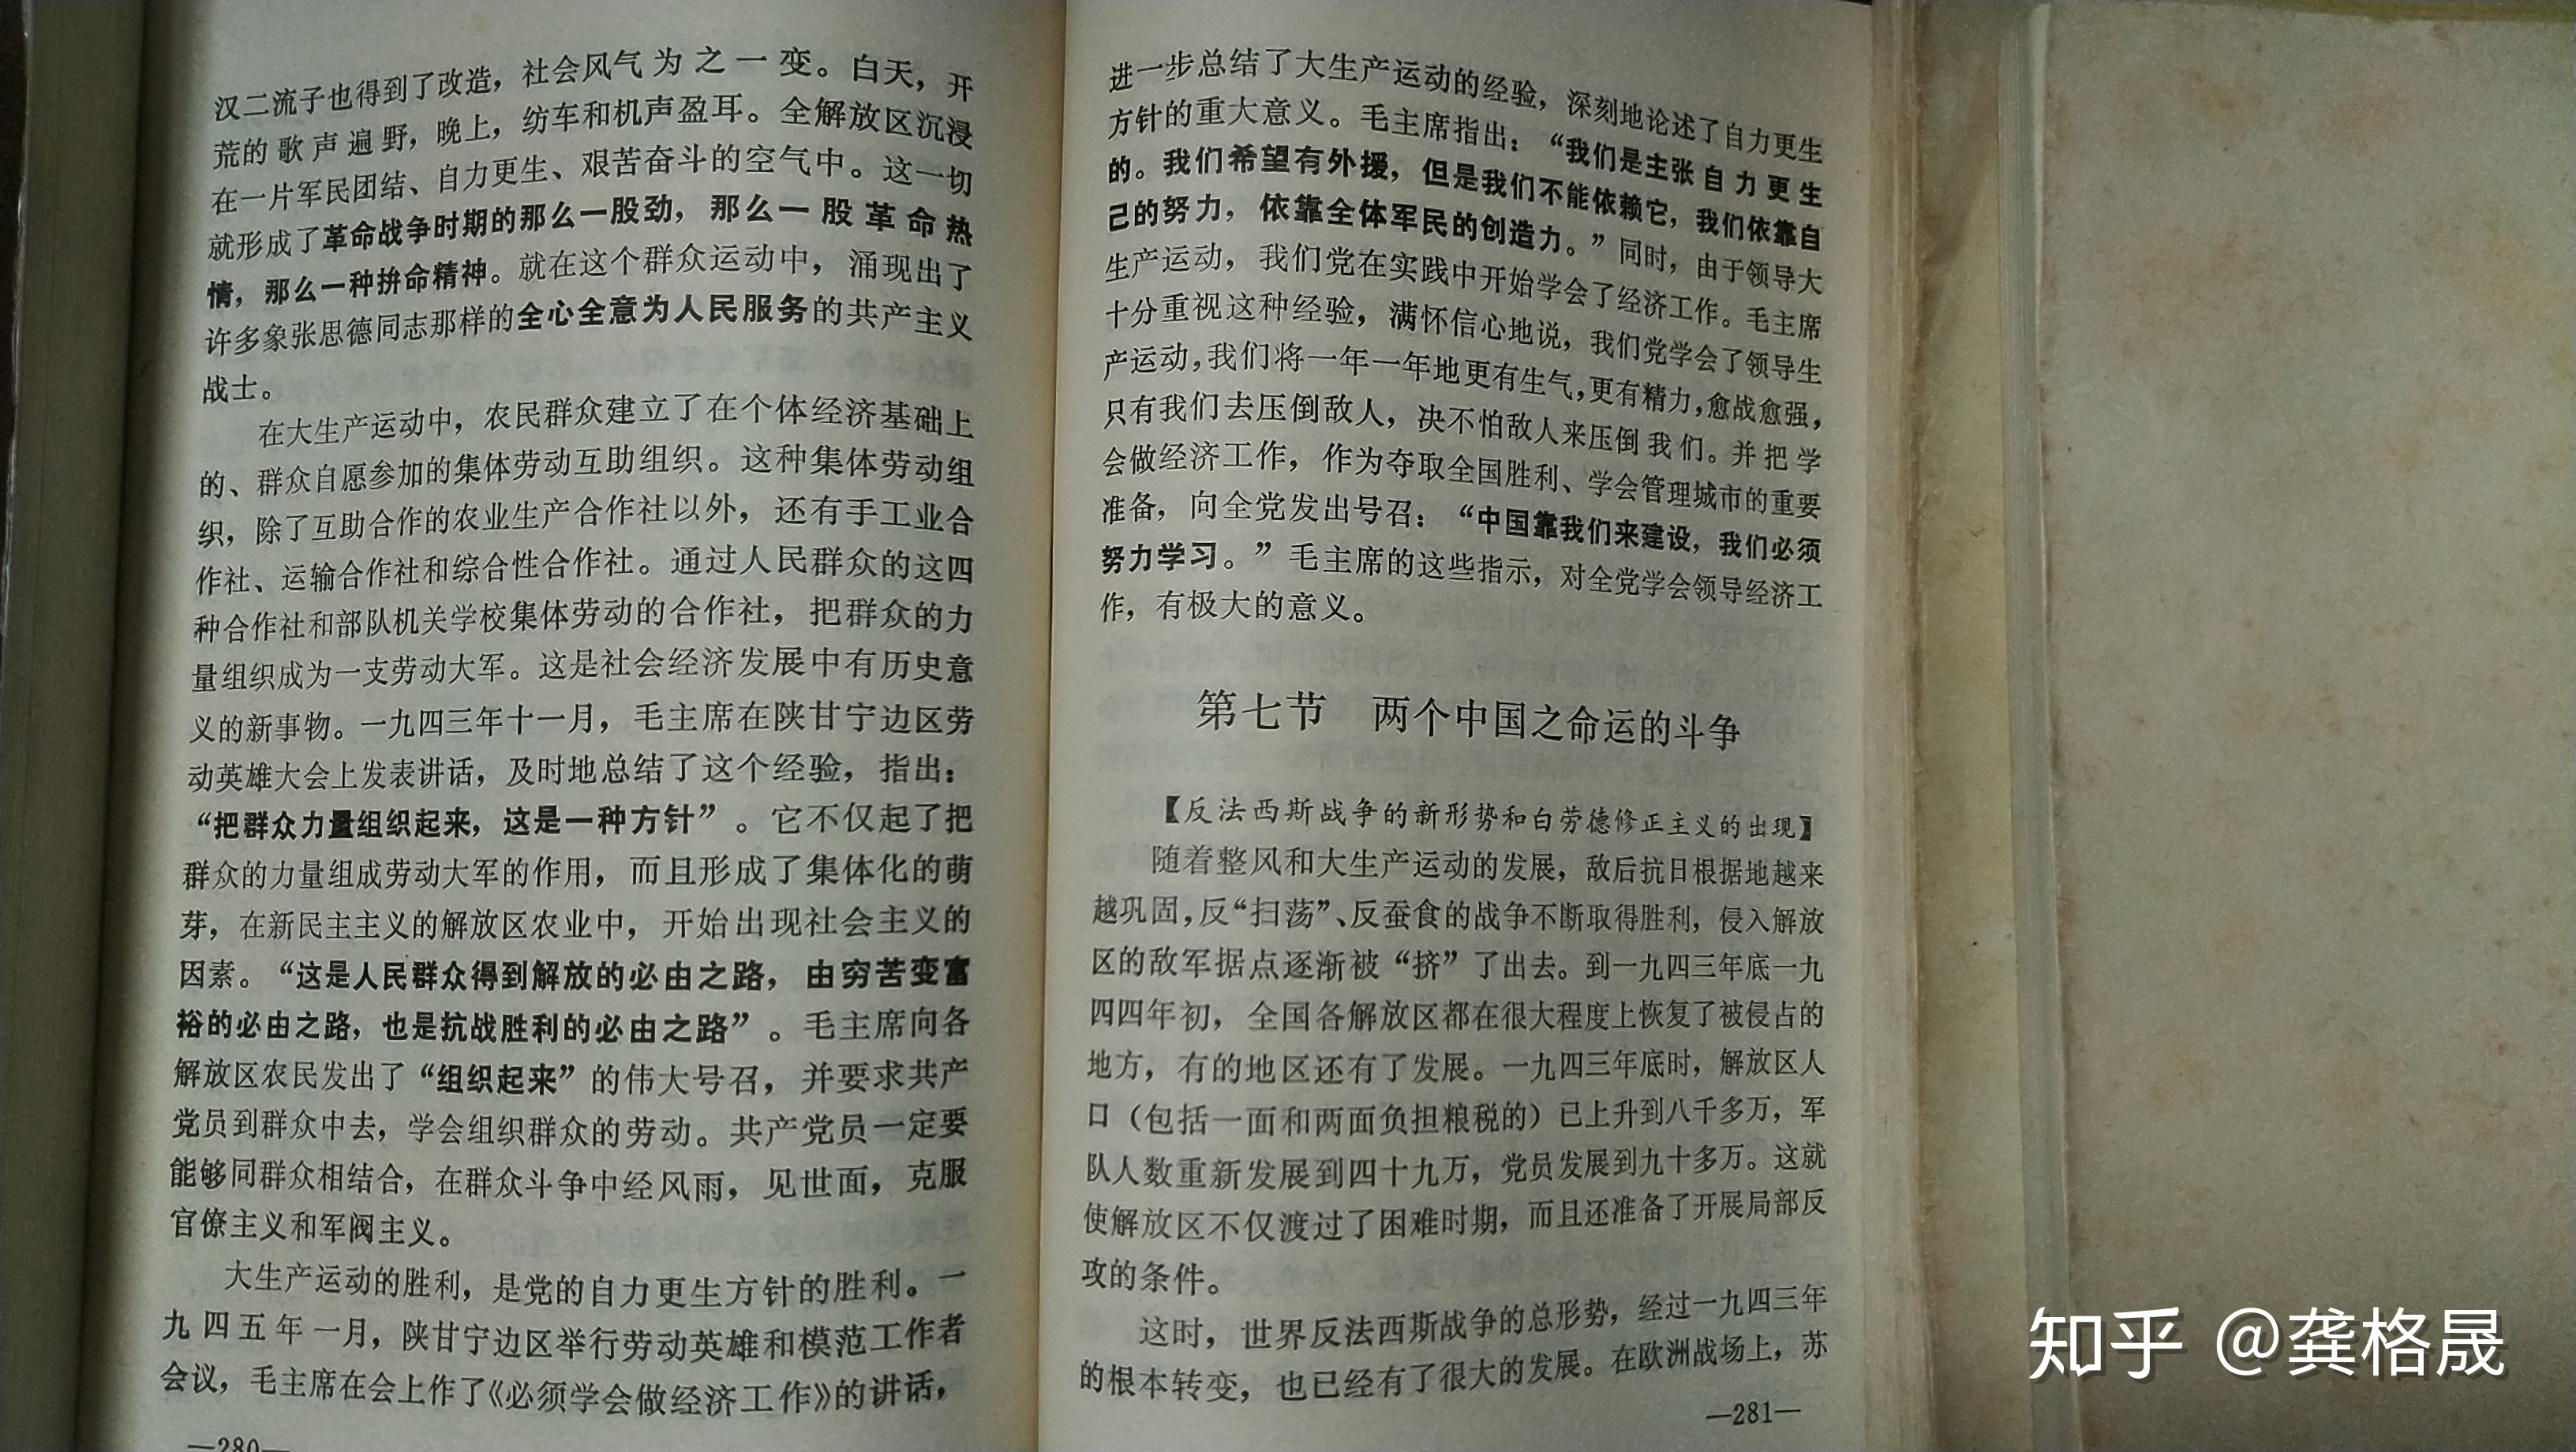 汉二流子也得到了改造，社会风气为之一变。白天，开
荒的歌声遍野，晚上，纺车和机声盈耳。全解放区沉浸
在一片军民团结、自力更生、艰苦奋斗的空气中。这一切
就形成了革命战争时期的那么一股劲，那么一股革命热
情，那么一种拚命精神。就在这个群众运动中，涌现出了
许多象张思德同志那样的全心全意为人民服务的共产主义
战士。
在大生产运动中，农民群众建立了在个体经济基础上
的、群众自愿参加的集体劳动互助组织。这种集体劳动组
织，除了互助合作的农业生产合作社以外，还有手工业合
作社、运输合作社和综合性合作社。通过人民群众的这四
种合作社和部队机关学校集体劳动的合作社，把群众的力
量组织成为一支劳动大军。这是社会经济发展中有历史意
义的新事物。一九四三年十一月，毛主席在陕甘宁边区劳
动英雄大会上发表讲话，及时地总结了这个经验，指出：
“把群众力量组织起来，这是一种方针”。它不仅起了把
群众的力量组成劳动大军的作用，而且形成了集体化的萌
芽，在新民主主义的解放区农业中，开始出现社会主义的
因素。“这是人民群众得到解放的必由之路，由穷苦变富
裕的必由之路，也是抗战胜利的必由之路”。毛主席向各
解放区农民发出了“组织起来”的伟大号召，并要求共产
党员到群众中去，学会组织群众的劳动。共产党员一定要
能够同群众相结合，在群众斗争中经风雨，见世面，克服
官僚主义和军阀主义。
大生产运动的胜利，是党的自力更生方针的胜利。一
九四五年一月，陕甘宁边区举行劳动英雄和模范工作者
会议，毛主席在会上作了《必须学会做经济工作》的讲话，
—280—
进一步总结了大生产运动的经验，深刻地论述了自力更生
方针的重大意义。毛主席指出：“我们是主张自力更生
的。我们希望有外援，但是我们不能依赖它，我们依靠自
己的努力，依靠全体军民的创造力。”同时，由于领导大
生产运动，我们党在实践中开始学会了经济工作。毛主席
十分重视这种经验，满怀信心地说，我们党学会了领导生
产运动，我们将一年一年地更有生气，更有精力，愈战愈强，
只有我们去压倒敌人，决不怕敌人来压倒我们。并把学
会做经济工作，作为夺取全国胜利、学会管理城市的重要
准备，向全党发出号召：“中国靠我们来建设，我们必须
努力学习。”毛主席的这些指示，对全党学会领导经济工
作，有极大的意义。
第七节 两个中国之命运的斗争
【反法西斯战争的新形势和白劳德修正主义的出现】
随着整风和大生产运动的发展，敌后抗日根据地越来
越巩固，反“扫荡”、反蚕食的战争不断取得胜利，侵入解放
区的敌军据点逐渐被“挤”了出去。到一九四三年底一九
四四年初，全国各解放区都在很大程度上恢复了被侵占的
地方，有的地区还有了发展。一九四三年底时，解放区人
口（包括一面和两面负担粮税的）已上升到八千多万，军
队人数重新发展到四十九万，党员发展到九十多万。这就
使解放区不仅渡过了困难时期，而且还准备了开展局部反
攻的条件。
这时，世界反法西斯战争的总形势，经过一九四三年
的根本转变，也已经有了很大的发展。在欧洲战场上，苏
—281—
知乎 @龚格晟